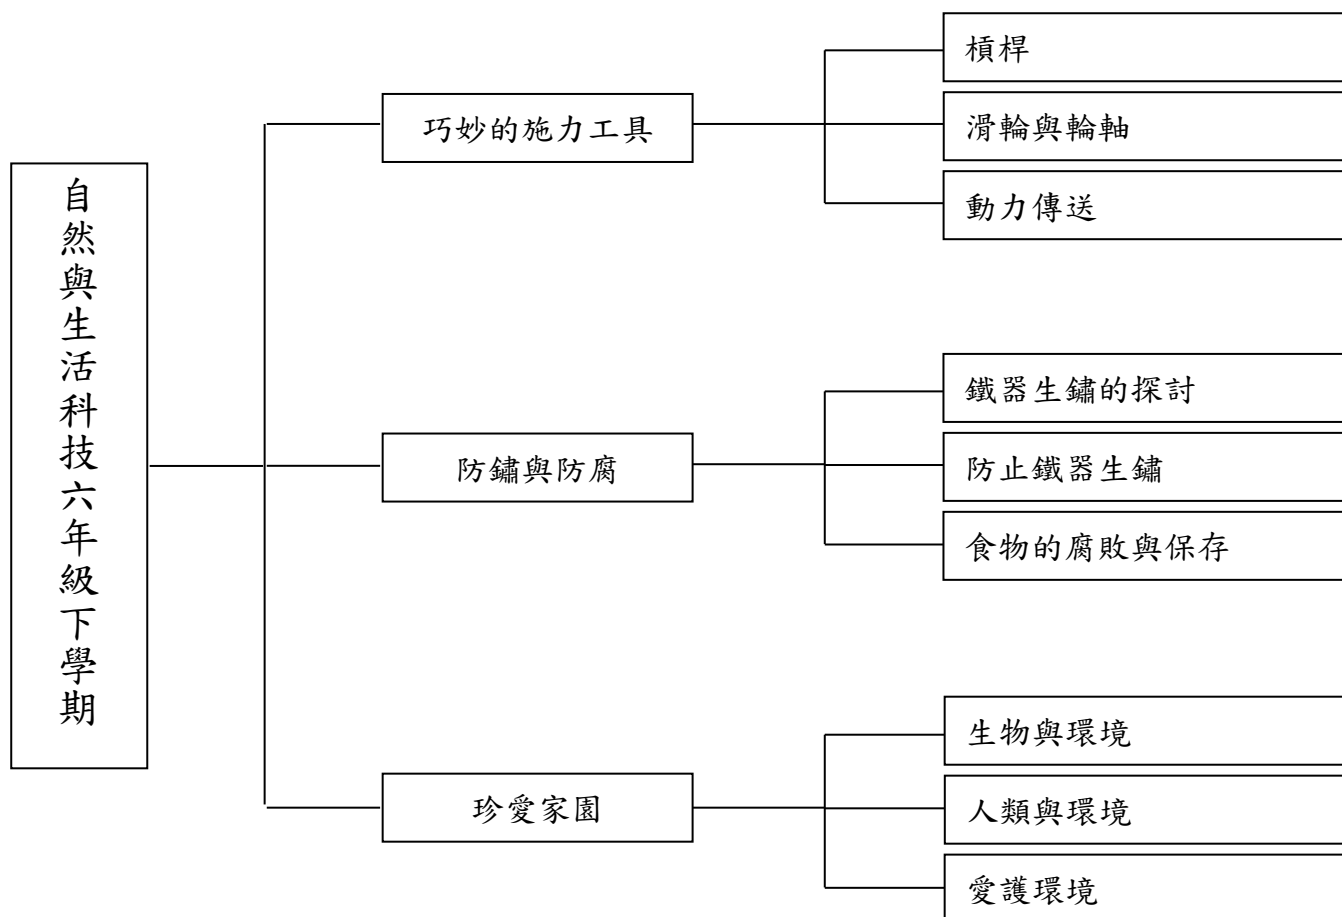 自然與生活科技六年級下學期
巧妙的施力工具
槓桿
滑輪與輪軸
動力傳送
防鏽與防腐
鐵器生鏽的探討
防止鐵器生鏽
食物的腐敗與保存
珍愛家園
生物與環境
人類與環境
愛護環境